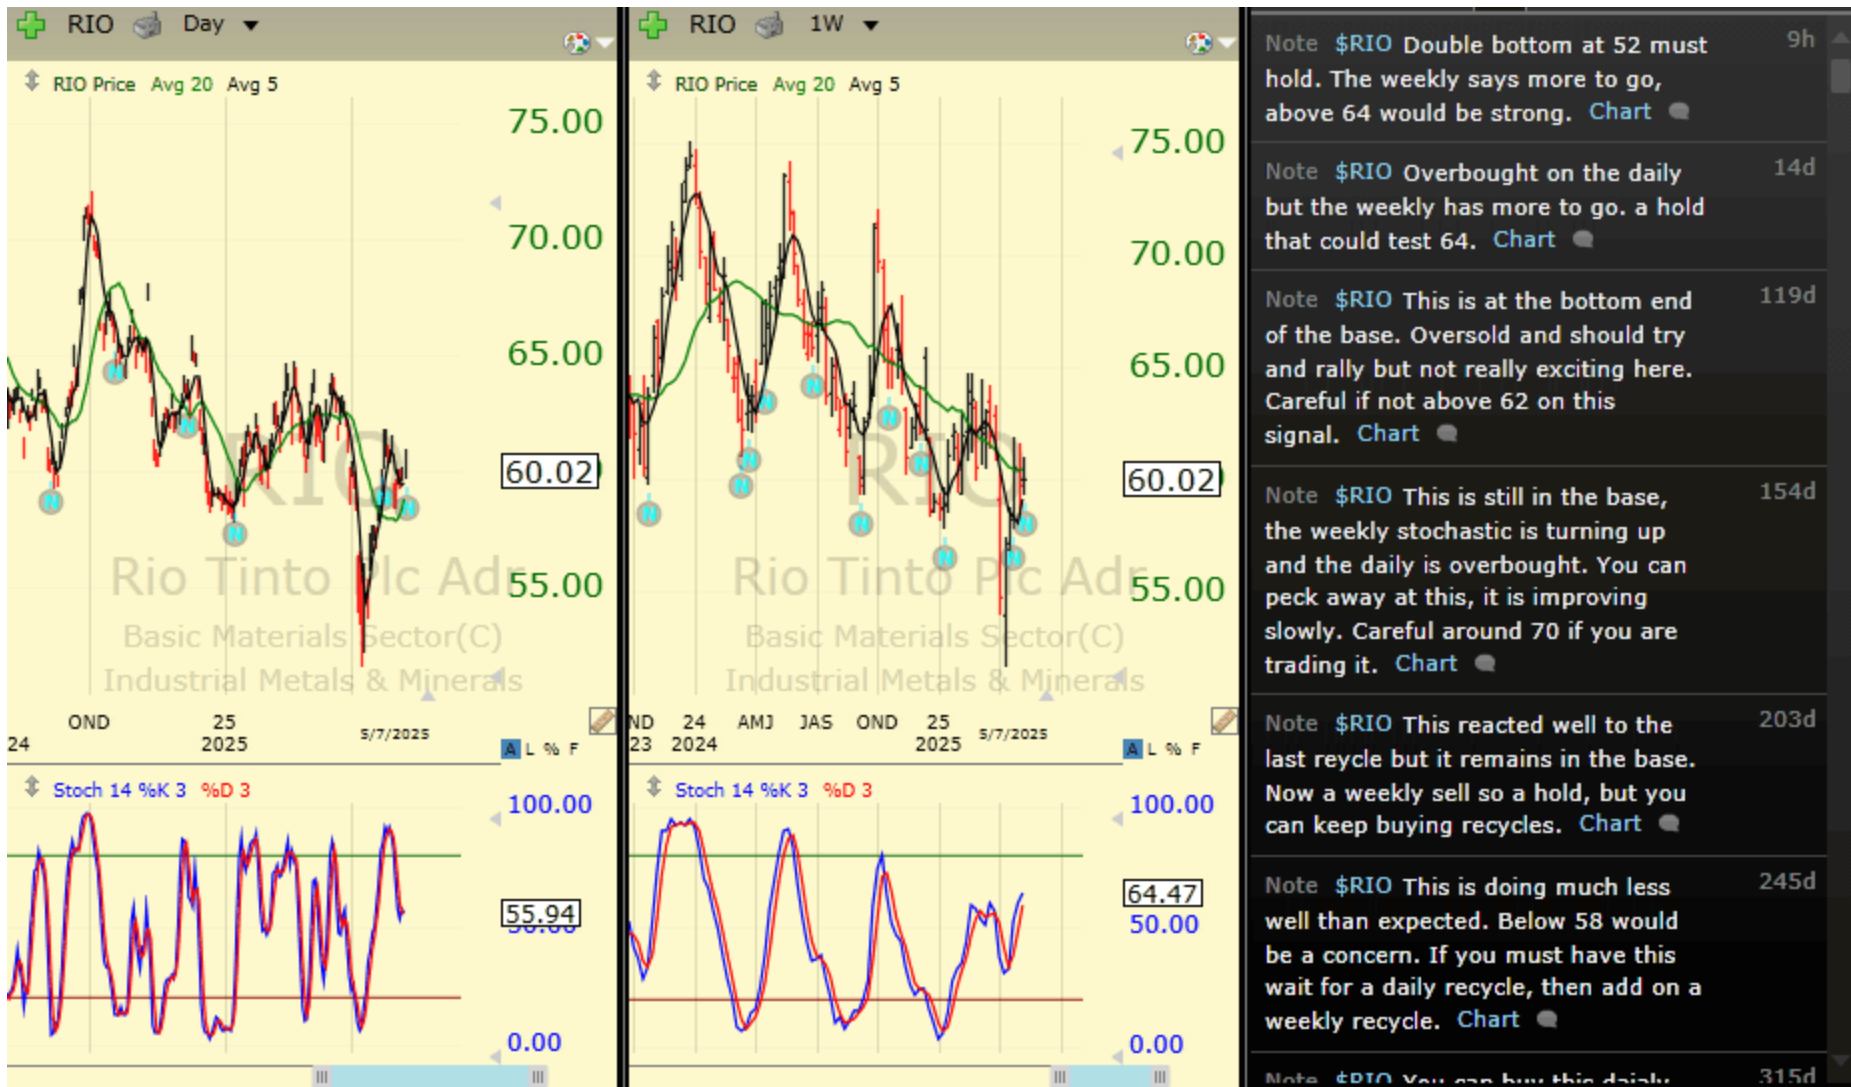 RIO Day
RIO Price Avg 20 Avg 5
75.00
70.00
65.00
60.02
55.00
RIO
Rio Tinto Plc Adr
Basic Materials Sector(C)
Industrial Metals & Minerals
OND 25 5/7/2025
24 2025
A L % F
Stoch 14 %K 3 %D 3
100.00
55.94
50.00
0.00
N
N
N
N
N
N
RIO 1W
RIO Price Avg 20 Avg 5
75.00
70.00
65.00
60.02
55.00
RIO
Rio Tinto Plc Adr
Basic Materials Sector(C)
Industrial Metals & Minerals
ND 24 AMJ JAS OND 25 5/7/2025
23 2024 2025
A L % F
Stoch 14 %K 3 %D 3
100.00
64.47
50.00
0.00
N
N
N
N
N
N
N
N
N
N
N
Note $RIO Double bottom at 52 must 9h
hold. The weekly says more to go,
above 64 would be strong. Chart
Note $RIO Overbought on the daily 14d
but the weekly has more to go. a hold
that could test 64. Chart
Note $RIO This is at the bottom end 119d
of the base. Oversold and should try
and rally but not really exciting here.
Careful if not above 62 on this
signal. Chart
Note $RIO This is still in the base, 154d
the weekly stochastic is turning up
and the daily is overbought. You can
peck away at this, it is improving
slowly. Careful around 70 if you are
trading it. Chart
Note $RIO This reacted well to the 203d
last reycle but it remains in the base.
Now a weekly sell so a hold, but you
can keep buying recycles. Chart
Note $RIO This is doing much less 245d
well than expected. Below 58 would
be a concern. If you must have this
wait for a daily recycle, then add on a
weekly recycle. Chart
Note $RIO You can buy this daialy 315d